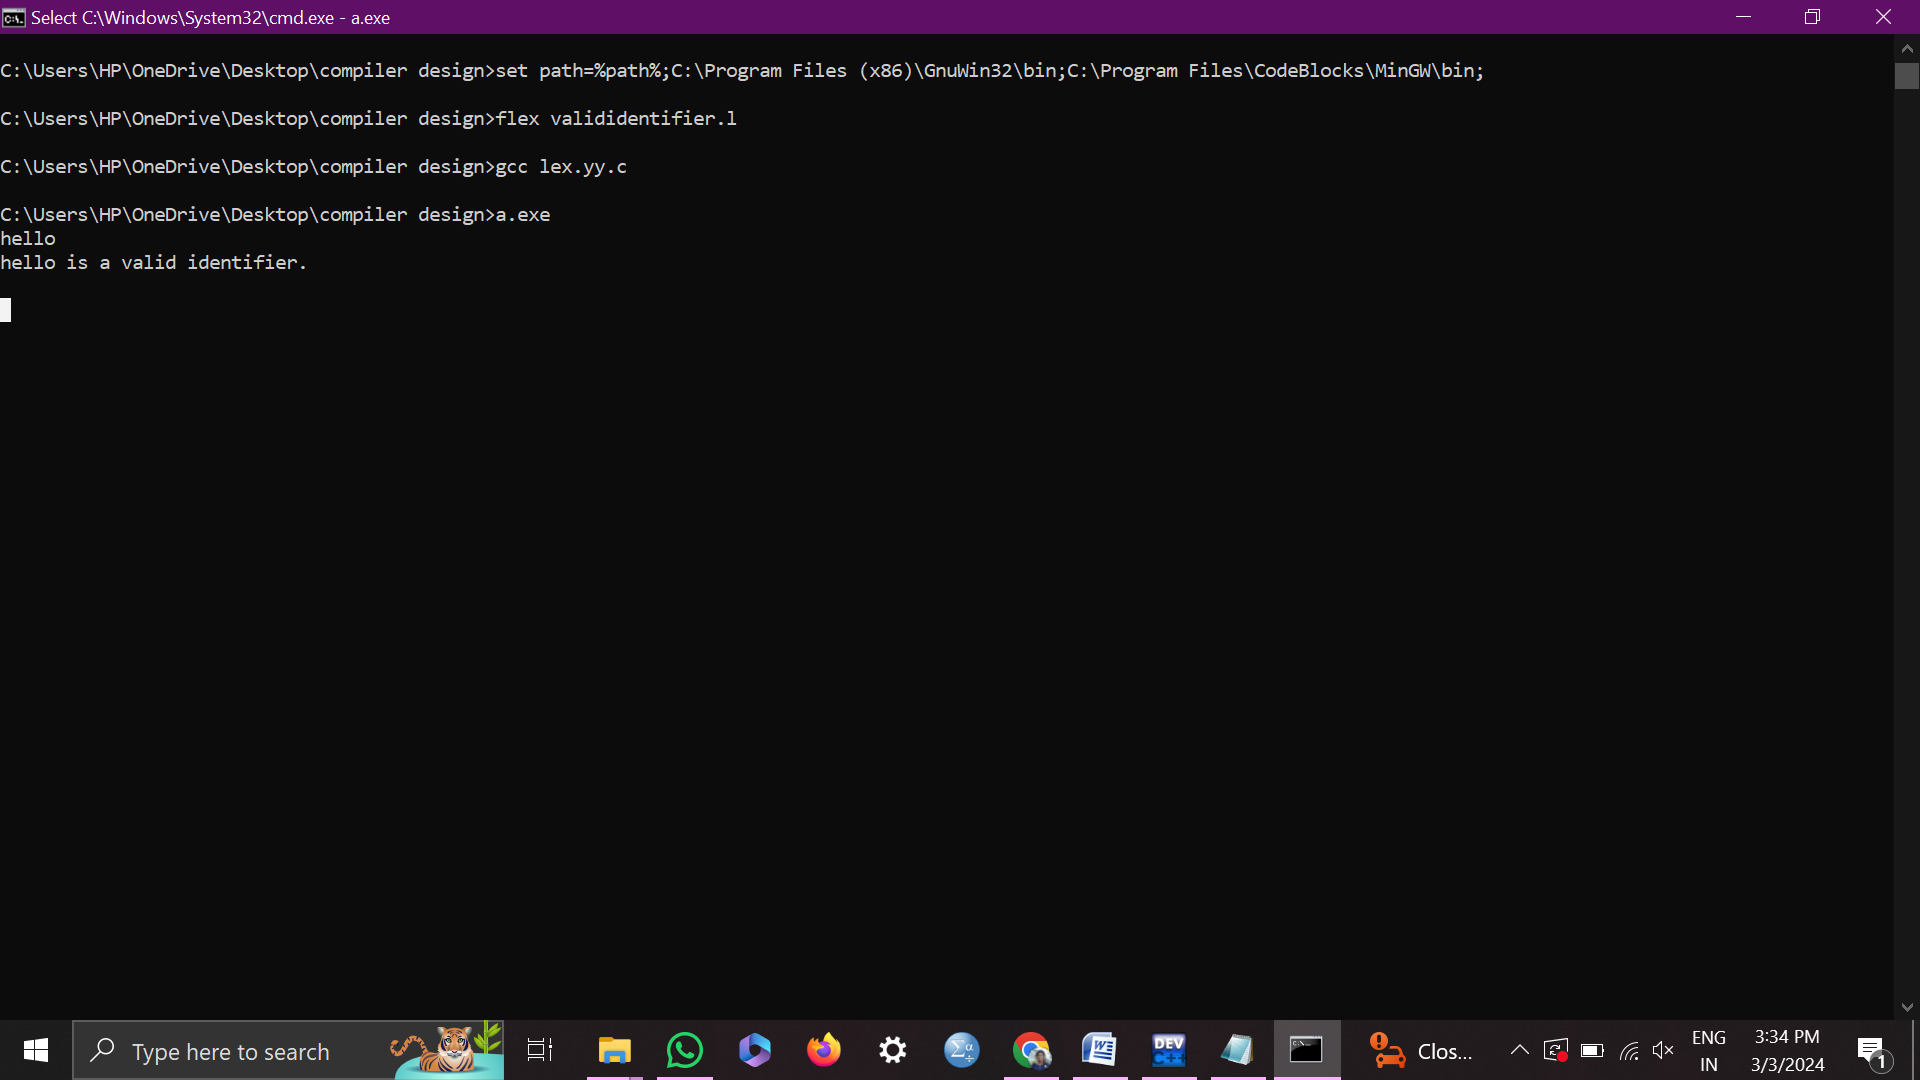 Select C:\Windows\System32\cmd.exe - a.exe
C:\Users\HP\OneDrive\Desktop\compiler design>set path=%path%;C:\Program Files (x86)\GnuWin32\bin;C:\Program Files\CodeBlocks\MinGW\bin;
C:\Users\HP\OneDrive\Desktop\compiler design>flex valididentifier.l
C:\Users\HP\OneDrive\Desktop\compiler design>gcc lex.yy.c
C:\Users\HP\OneDrive\Desktop\compiler design>a.exe
hello
hello is a valid identifier.
Type here to search
DEV
C++
Clos...
ENG
IN
3:34 PM
3/3/2024
1